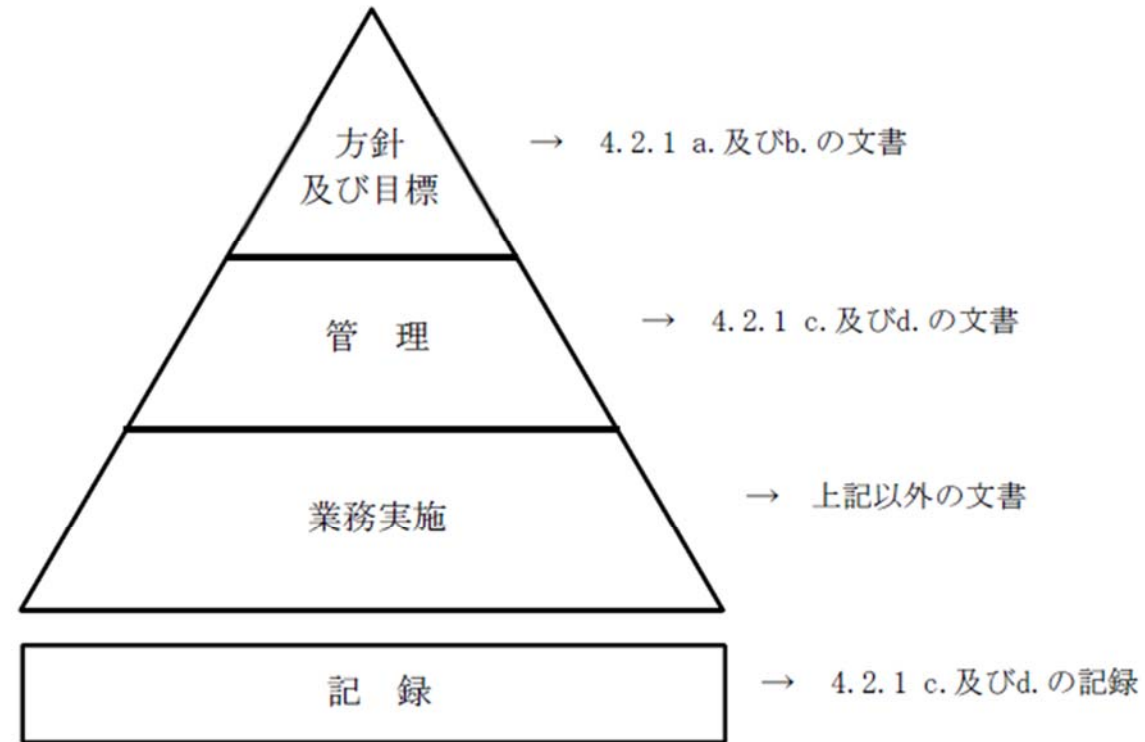 方針
及び目標
→ 4.2.1 a.及びb.の文書
管 理
→ 4.2.1 c.及びd.の文書
業務実施
→ 上記以外の文書
記 録
→ 4.2.1 c.及びd.の記録